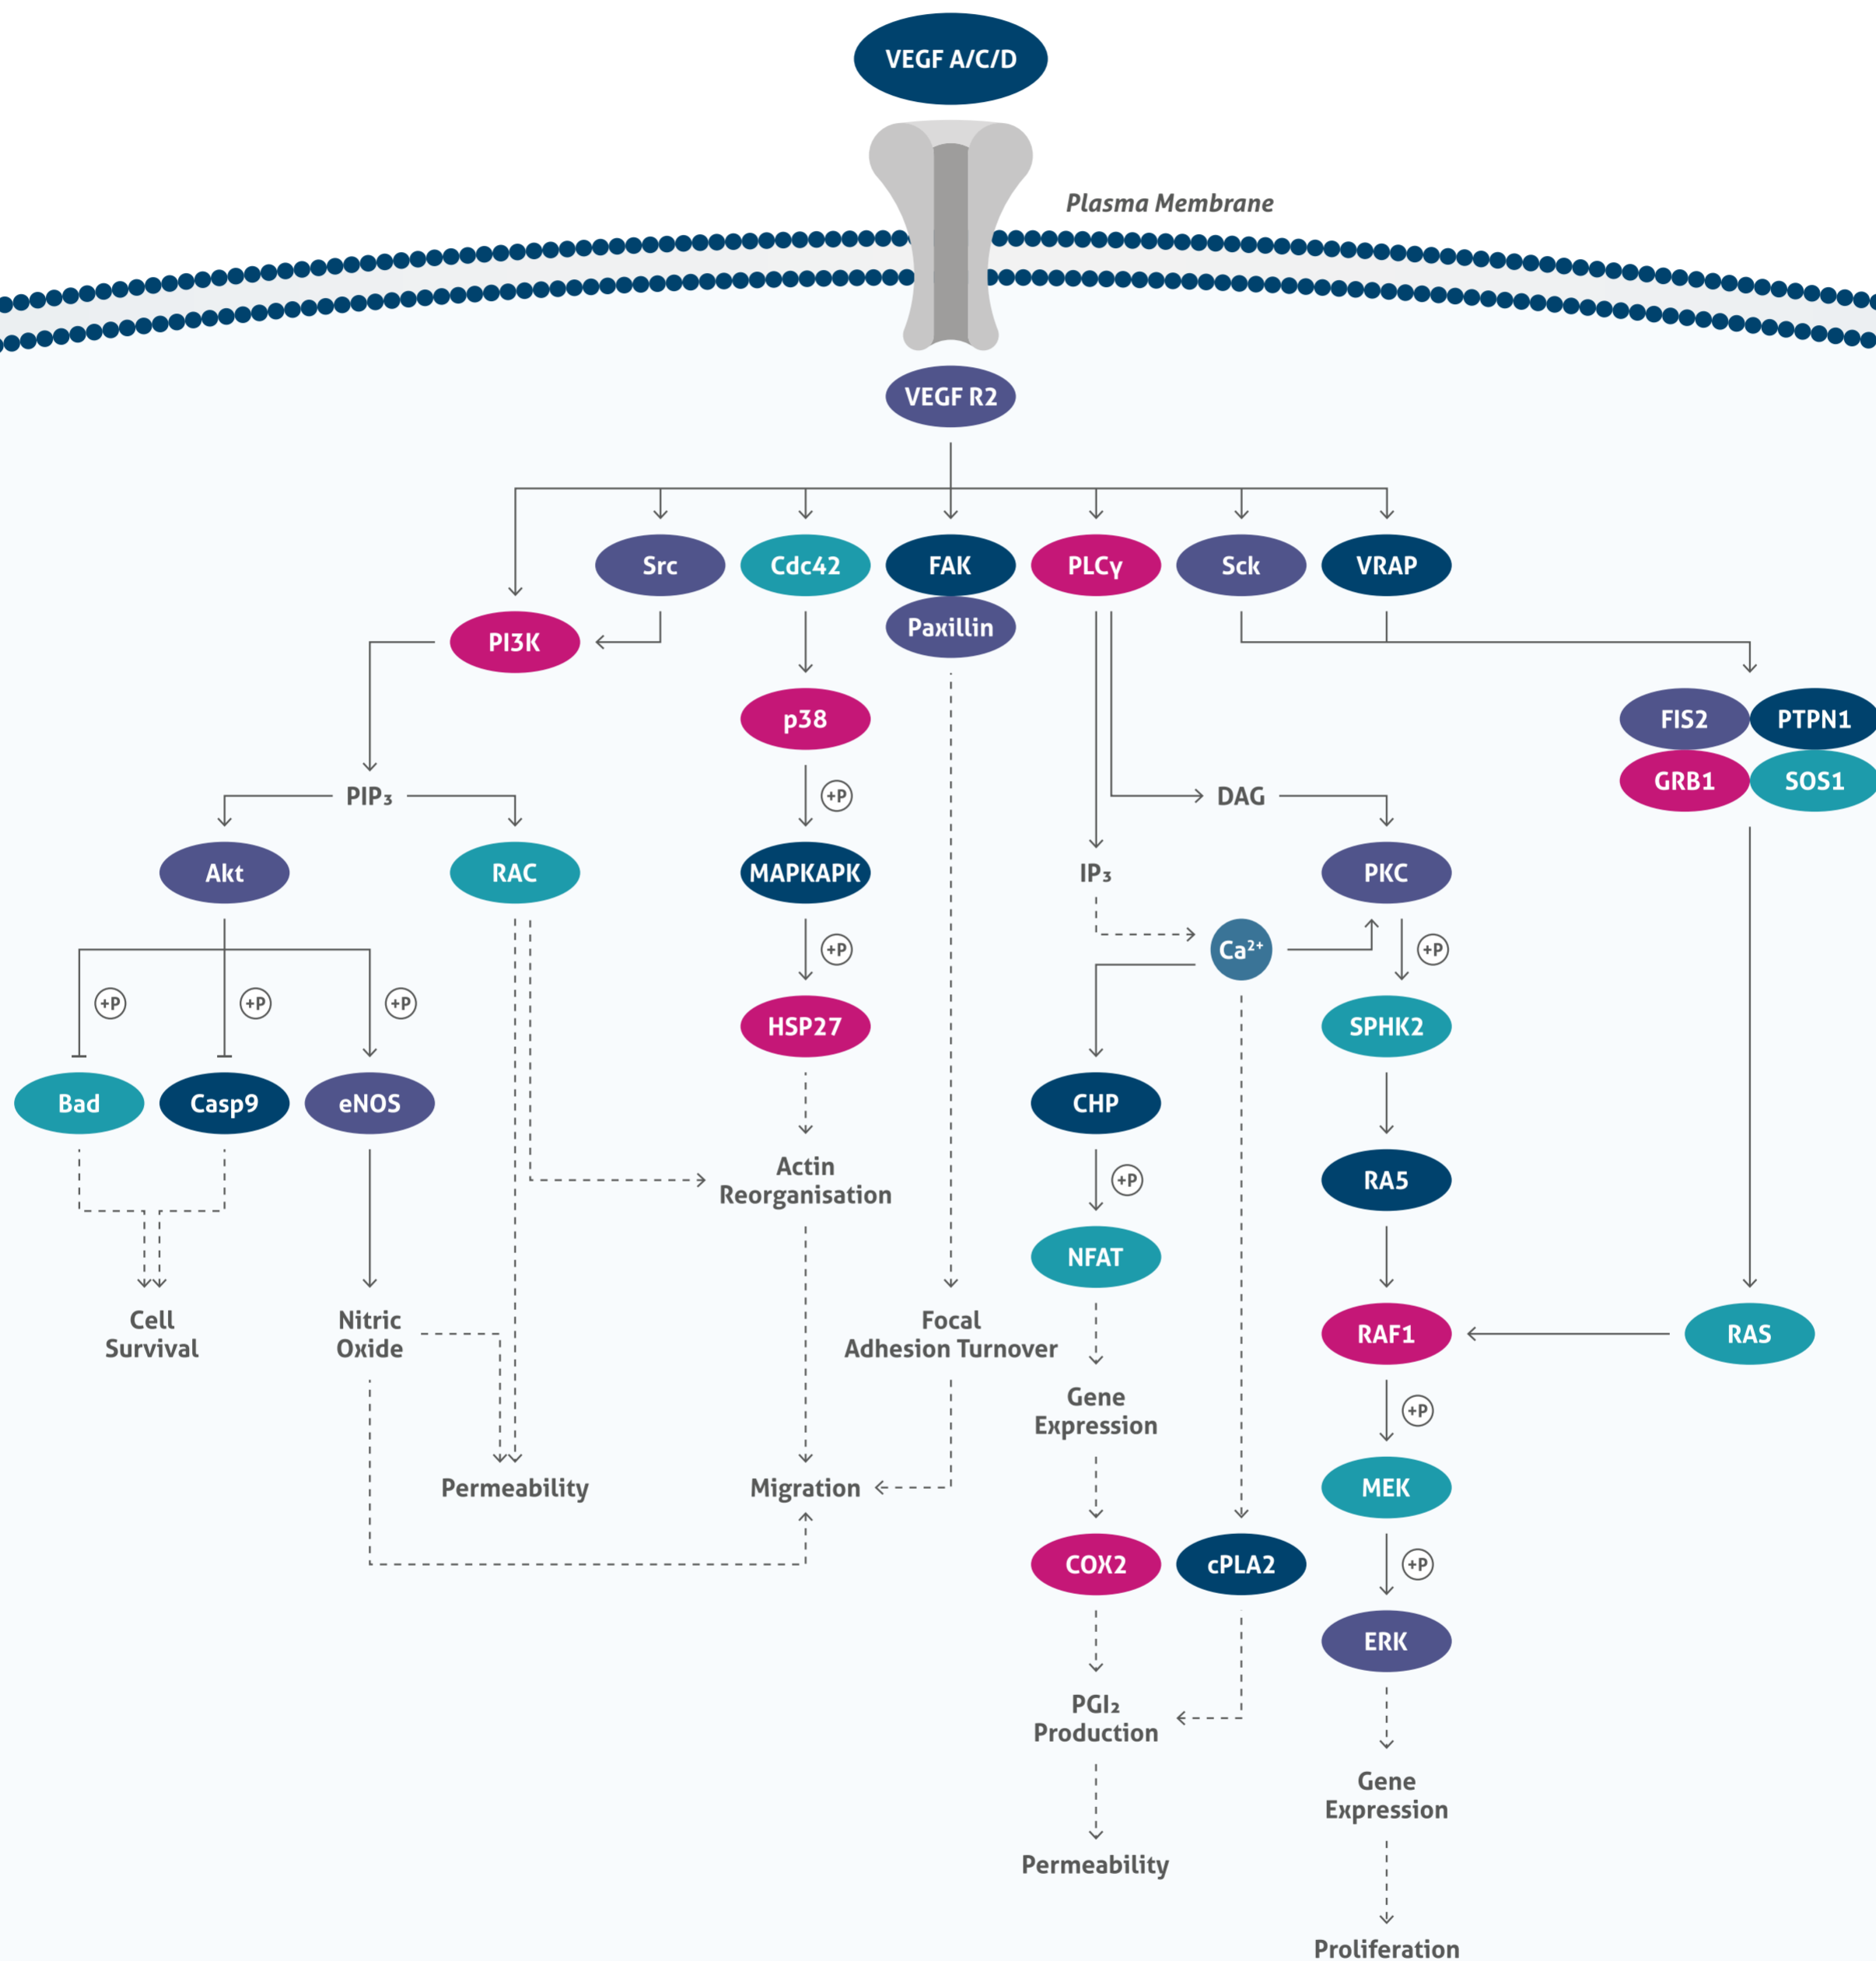 VEGF A/C/D
Plasma Membrane
VEGF R2
Src
Cdc42
FAK
PLCγ
Sck
VRAP
Paxillin
PI3K
p38
FIS2
PTPN1
GRB1
SOS1
PIP₃
+P
DAG
Akt
RAC
MAPKAPK
IP₃
PKC
+P
Ca²⁺
+P
+P
+P
+P
HSP27
SPHK2
Bad
Casp9
eNOS
CHP
Actin
Reorganisation
+P
RA5
NFAT
Cell
Survival
Nitric
Oxide
Focal
Adhesion Turnover
RAF1
RAS
Gene
Expression
+P
Permeability
Migration
MEK
COX2
cPLA2
+P
ERK
PGI₂
Production
Gene
Expression
Permeability
Proliferation